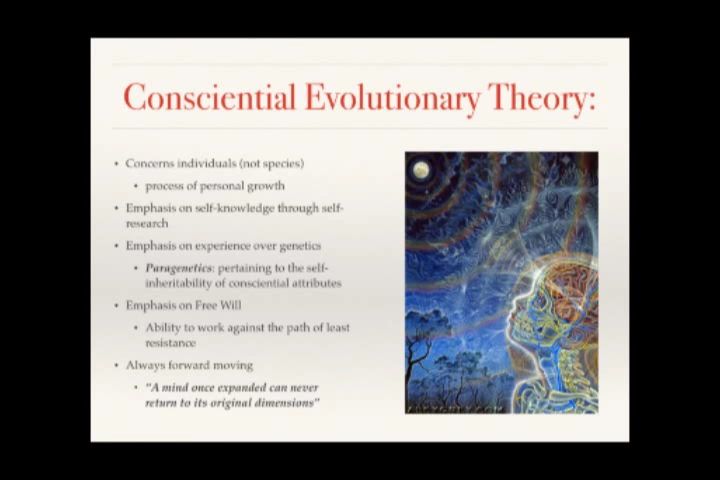 Consciential Evolutionary Theory:
• Concerns individuals (not species)
• process of personal growth
• Emphasis on self-knowledge through self-
research
• Emphasis on experience over genetics
• Paragenetics: pertaining to the self-
inheritability of consciential attributes
• Emphasis on Free Will
• Ability to work against the path of least
resistance
• Always forward moving
• "A mind once expanded can never
return to its original dimensions"